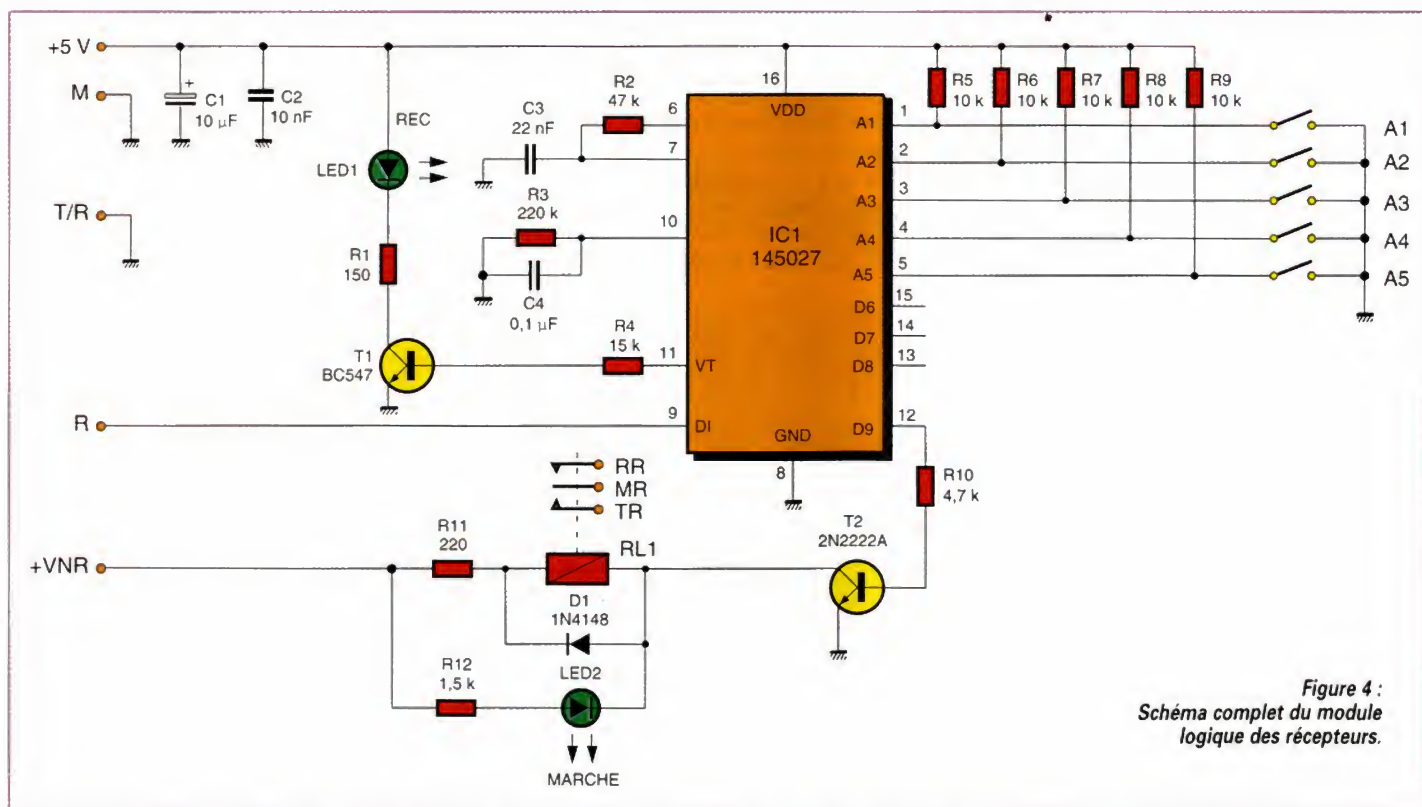 +5 V
M
T/R
R
+VNR
C1
10 µF
+
C2
10 nF
REC
LED1
R1
150
T1
BC547
C3
22 nF
R2
47 k
R3
220 k
C4
0,1 µF
R4
15 k
6
7
10
11
9
16
VDD
IC1
145027
VT
DI
GND
8
A1
A2
A3
A4
A5
D6
D7
D8
D9
1
2
3
4
5
15
14
13
12
R5
10 k
R6
10 k
R7
10 k
R8
10 k
R9
10 k
A1
A2
A3
A4
A5
R10
4,7 k
T2
2N2222A
RR
MR
TR
R11
220
RL1
D1
1N4148
R12
1,5 k
LED2
MARCHE
Figure 4 :
Schéma complet du module
logique des récepteurs.